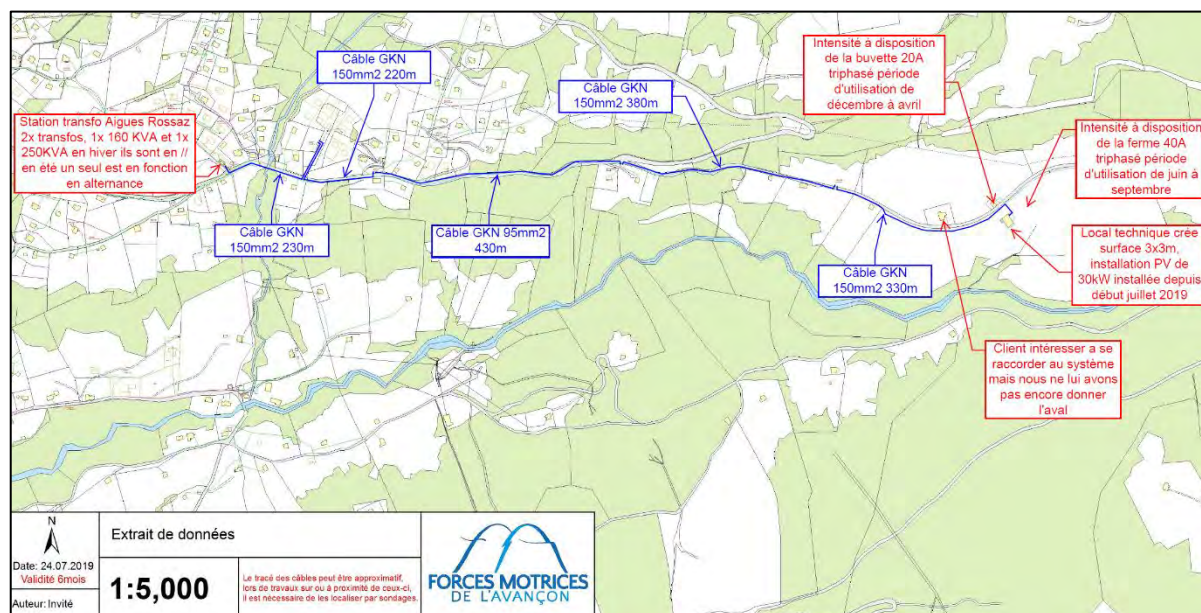 Câble GKN
150mm2 220m
Câble GKN
150mm2 380m
Intensité à disposition
de la buvette 20A
triphasé période
d'utilisation de
décembre à avril
Station transfo Aigues Rossaz
2x transfos, 1x 160 KVA et 1x
250KVA en hiver ils sont en //
en été un seul est en fonction
en alternance
Intensité à disposition
de la ferme 40A
triphasé période
d'utilisation de juin à
septembre
Câble GKN
150mm2 230m
Câble GKN 95mm2
430m
Câble GKN
150mm2 330m
Local technique crée
surface 3x3m,
installation PV de
30kW installée depuis
début juillet 2019
Client intéresser a se
raccorder au système
mais nous ne lui avons
pas encore donner
l'aval
N
Date: 24.07.2019
Validité 6mois
Auteur: Invité
Extrait de données
1:5,000
Le tracé des câbles peut être approximatif,
lors de travaux sur ou à proximité de ceux-ci,
il est nécessaire de les localiser par sondages.
FORCES MOTRICES
DE L'AVANÇON